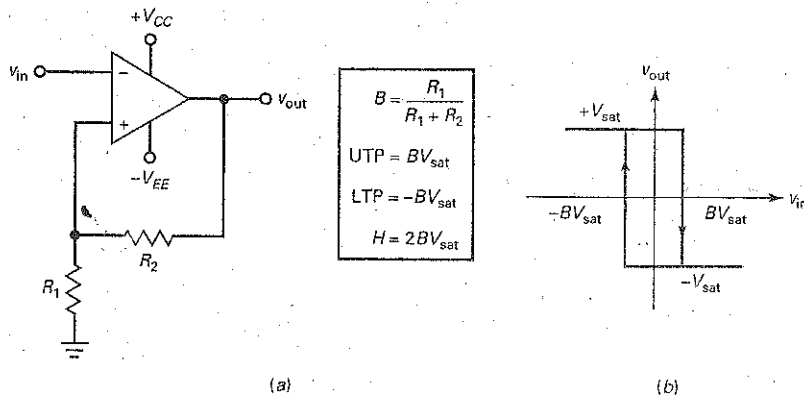 +V_CC
v_in
−
+
v_out
−V_EE
R_2
R_1
(a)
B = R_1 / (R_1 + R_2)
UTP = BV_sat
LTP = −BV_sat
H = 2BV_sat
v_out
+V_sat
v_in
−BV_sat
BV_sat
−V_sat
(b)